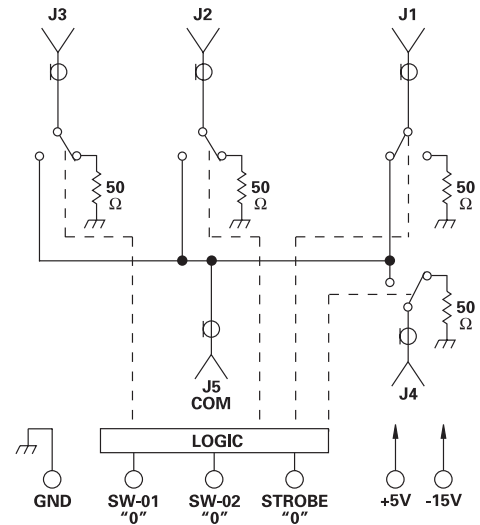 J3 J2 J1
50 Ω
50 Ω
50 Ω
50 Ω
J5
COM
J4
LOGIC
GND SW-01 SW-02 STROBE +5V -15V
“0” “0” “0”